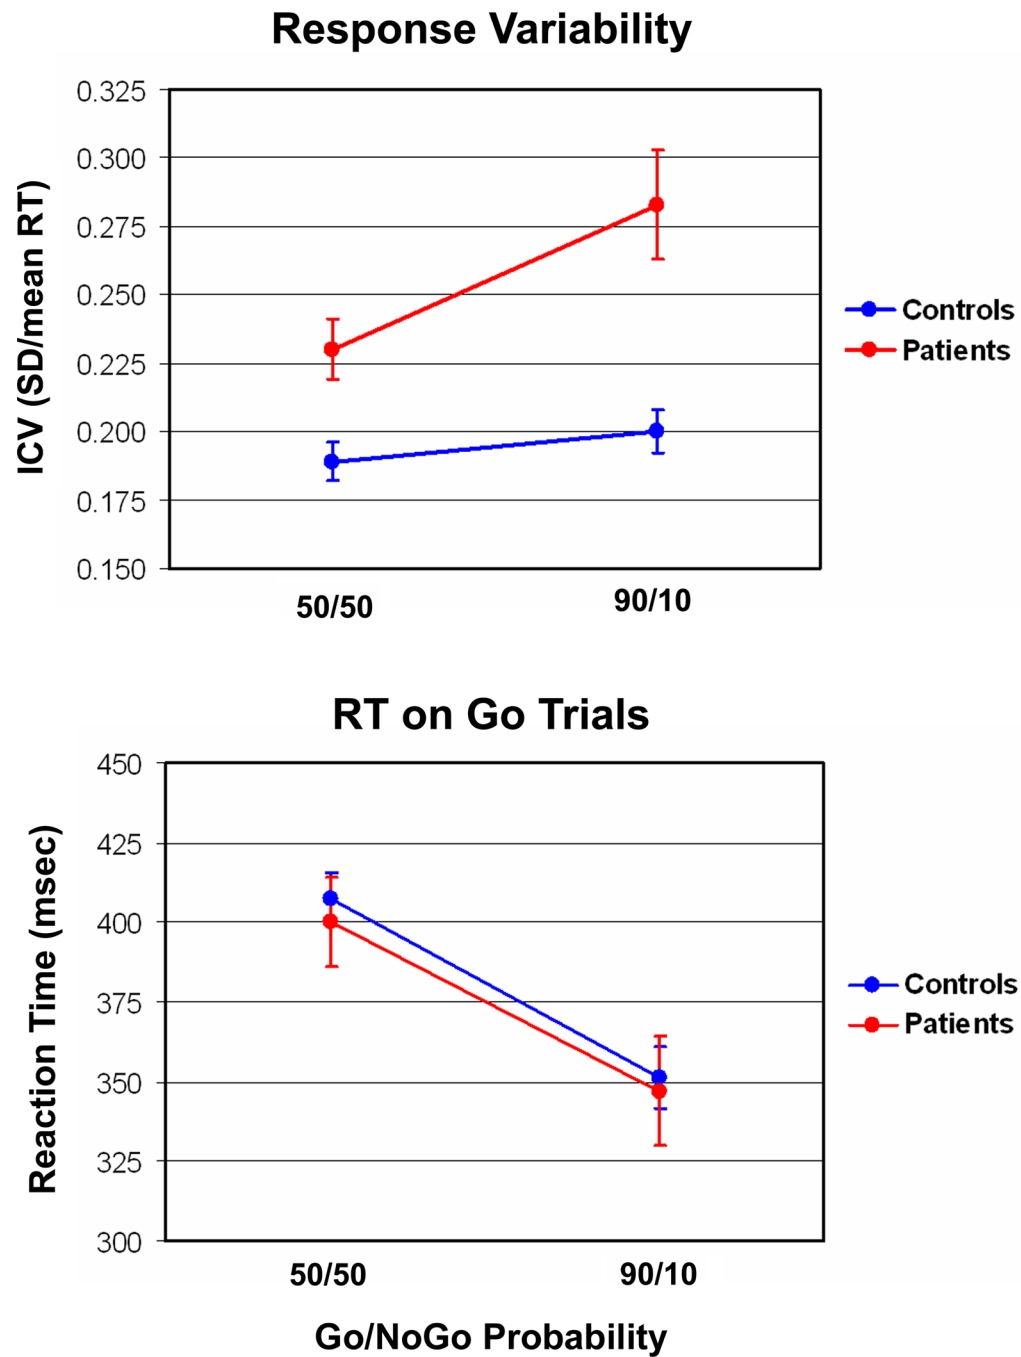 Response Variability
ICV (SD/mean RT)
0.325
0.300
0.275
0.250
0.225
0.200
0.175
0.150
50/50
90/10
Controls
Patients
RT on Go Trials
Reaction Time (msec)
450
425
400
375
350
325
300
50/50
90/10
Controls
Patients
Go/NoGo Probability